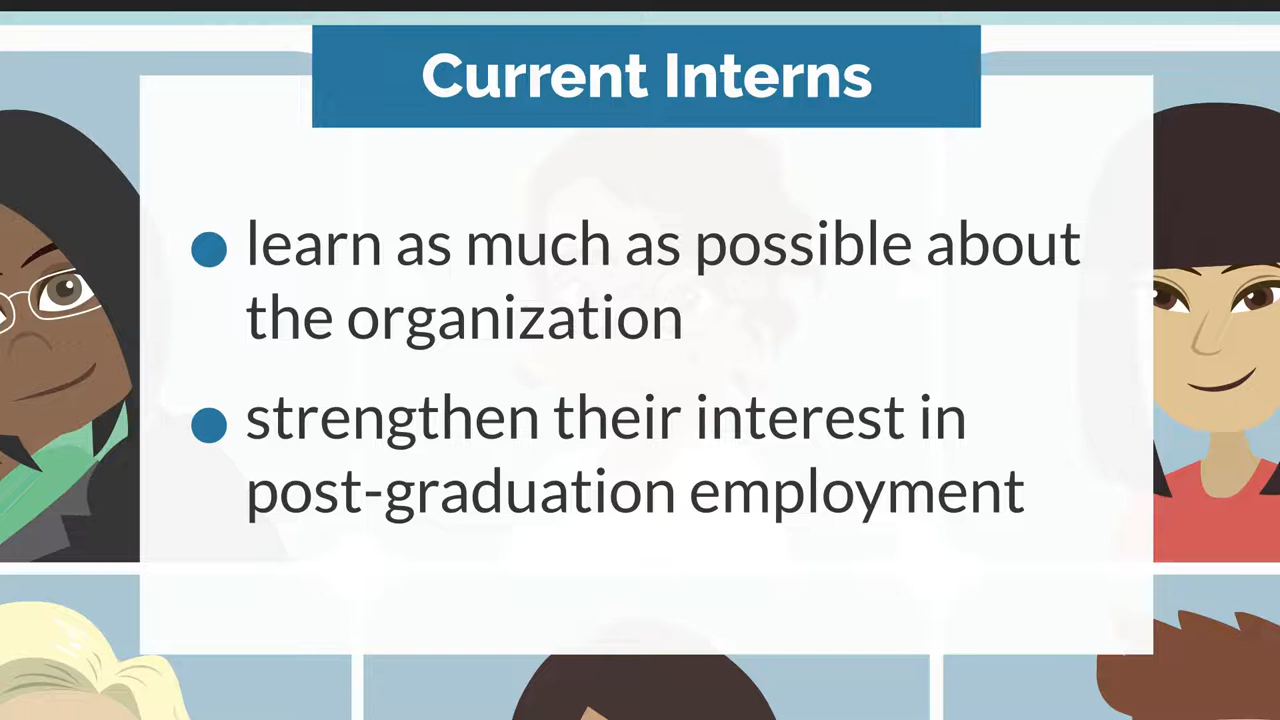 Current Interns
learn as much as possible about
the organization
strengthen their interest in
post-graduation employment